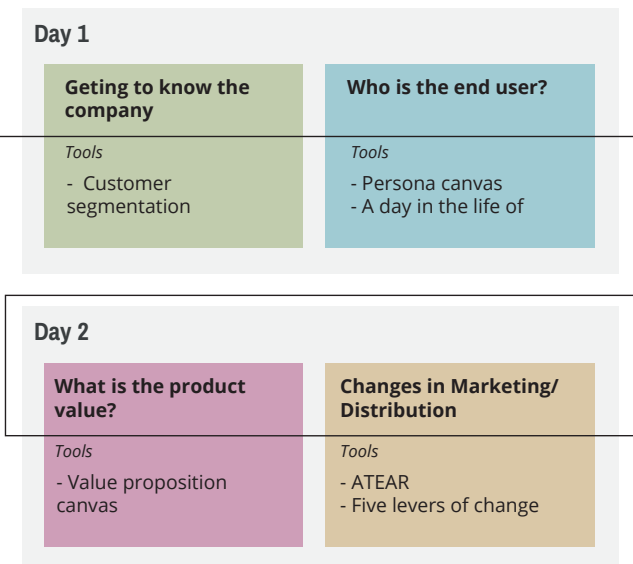 Day 1
Geting to know the
company
Tools
- Customer
segmentation
Who is the end user?
Tools
- Persona canvas
- A day in the life of
Day 2
What is the product
value?
Tools
- Value proposition
canvas
Changes in Marketing/
Distribution
Tools
- ATEAR
- Five levers of change